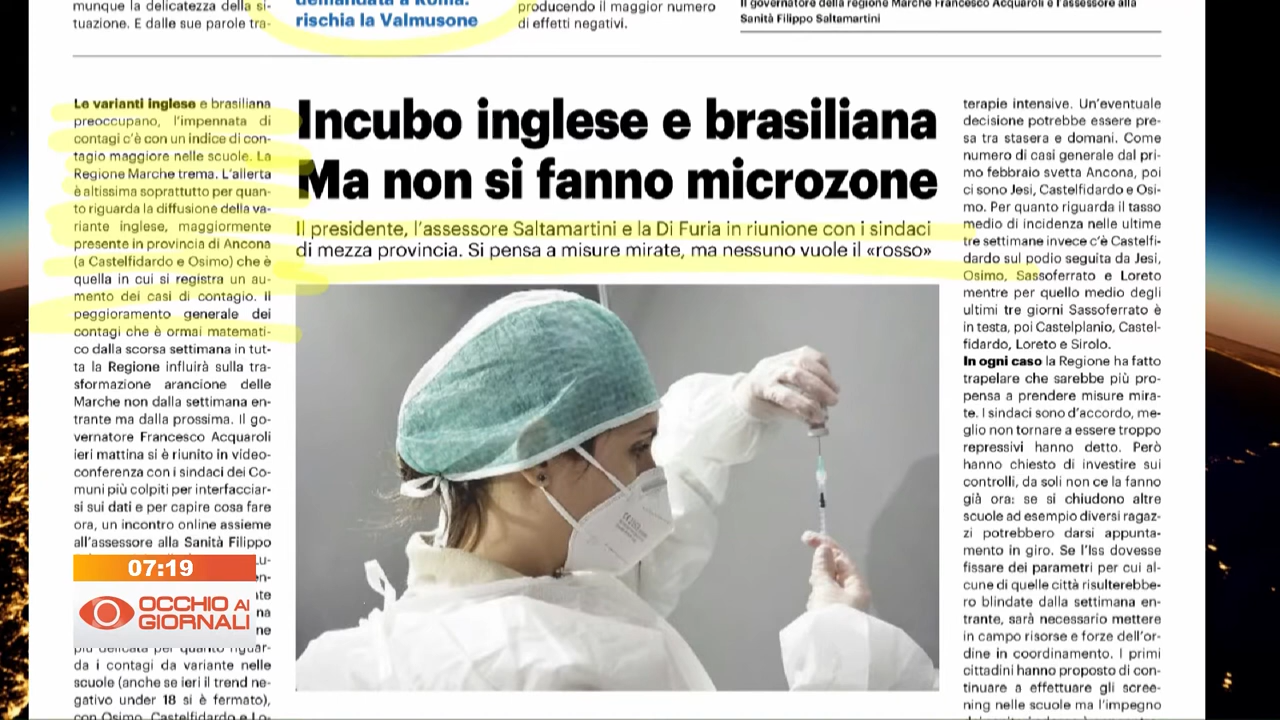 munque la delicatezza della si-
tuazione. E dalle sue parole tra-
demandata a Roma:
rischia la Valmusone
producendo il maggior numero
di effetti negativi.
Il governatore della regione Marche Francesco Acquaroli e l'assessore alla
Sanità Filippo Saltamartini
Incubo inglese e brasiliana
Ma non si fanno microzone
Il presidente, l'assessore Saltamartini e la Di Furia in riunione con i sindaci
di mezza provincia. Si pensa a misure mirate, ma nessuno vuole il «rosso»
Le varianti inglese e brasiliana
preoccupano, l'impennata di
contagi c'è con un indice di con-
tagio maggiore nelle scuole. La
Regione Marche trema. L'allerta
è altissima soprattutto per quan-
to riguarda la diffusione della va-
riante inglese, maggiormente
presente in provincia di Ancona
(a Castelfidardo e Osimo) che è
quella in cui si registra un au-
mento dei casi di contagio. Il
peggioramento generale dei
contagi che è ormai matemati-
co dalla scorsa settimana in tut-
ta la Regione influirà sulla tra-
sformazione arancione delle
Marche non dalla settimana en-
trante ma dalla prossima. Il go-
vernatore Francesco Acquaroli
ieri mattina si è riunito in video-
conferenza con i sindaci dei Co-
muni più colpiti per interfacciar-
si sui dati e per capire cosa fare
ora, un incontro online assieme
all'assessore alla Sanità Filippo
07:19
OCCHIO AI
GIORNALI
più delicata per quanto riguar-
da i contagi da variante nelle
scuole (anche se ieri il trend ne-
gativo under 18 si è fermato),
con Osimo, Castelfidardo e Lo-
terapie intensive. Un'eventuale
decisione potrebbe essere pre-
sa tra stasera e domani. Come
numero di casi generale dal pri-
mo febbraio svetta Ancona, poi
ci sono Jesi, Castelfidardo e Osi-
mo. Per quanto riguarda il tasso
medio di incidenza nelle ultime
tre settimane invece c'è Castelfi-
dardo sul podio seguita da Jesi,
Osimo, Sassoferrato e Loreto
mentre per quello medio degli
ultimi tre giorni Sassoferrato è
in testa, poi Castelplanio, Castel-
fidardo, Loreto e Sirolo.
In ogni caso la Regione ha fatto
trapelare che sarebbe più pro-
pensa a prendere misure mira-
te. I sindaci sono d'accordo, me-
glio non tornare a essere troppo
repressivi hanno detto. Però
hanno chiesto di investire sui
controlli, da soli non ce la fanno
già ora: se si chiudono altre
scuole ad esempio diversi ragaz-
zi potrebbero darsi appunta-
mento in giro. Se l'Iss dovesse
fissare dei parametri per cui al-
cune di quelle città risulterebbe-
ro blindate dalla settimana en-
trante, sarà necessario mettere
in campo risorse e forze dell'or-
dine in coordinamento. I primi
cittadini hanno proposto di con-
tinuare a effettuare gli scree-
ning nelle scuole ma l'impegno